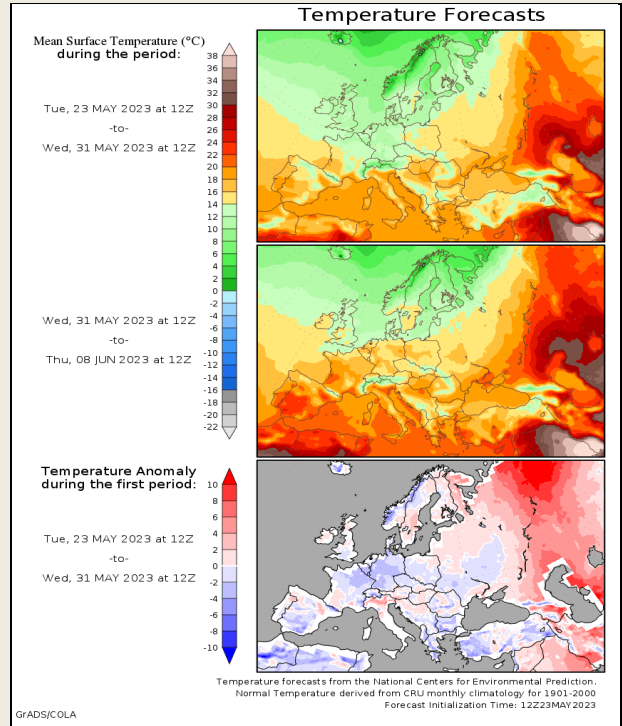 Temperature Forecasts
Mean Surface Temperature (°C)
during the period:
38
36
34
32
30
28
26
24
22
20
18
16
14
12
10
8
6
4
2
0
-2
-4
-6
-8
-10
-12
-14
-16
-18
-20
-22
Tue, 23 MAY 2023 at 12Z
-to-
Wed, 31 MAY 2023 at 12Z
Wed, 31 MAY 2023 at 12Z
-to-
Thu, 08 JUN 2023 at 12Z
Temperature Anomaly
during the first period:
10
8
6
4
2
0
-2
-4
-6
-8
-10
Tue, 23 MAY 2023 at 12Z
-to-
Wed, 31 MAY 2023 at 12Z
Temperature forecasts from the National Centers for Environmental Prediction.
Normal Temperature derived from CRU monthly climatology for 1901-2000
Forecast Initialization Time: 12Z23MAY2023
GrADS/COLA